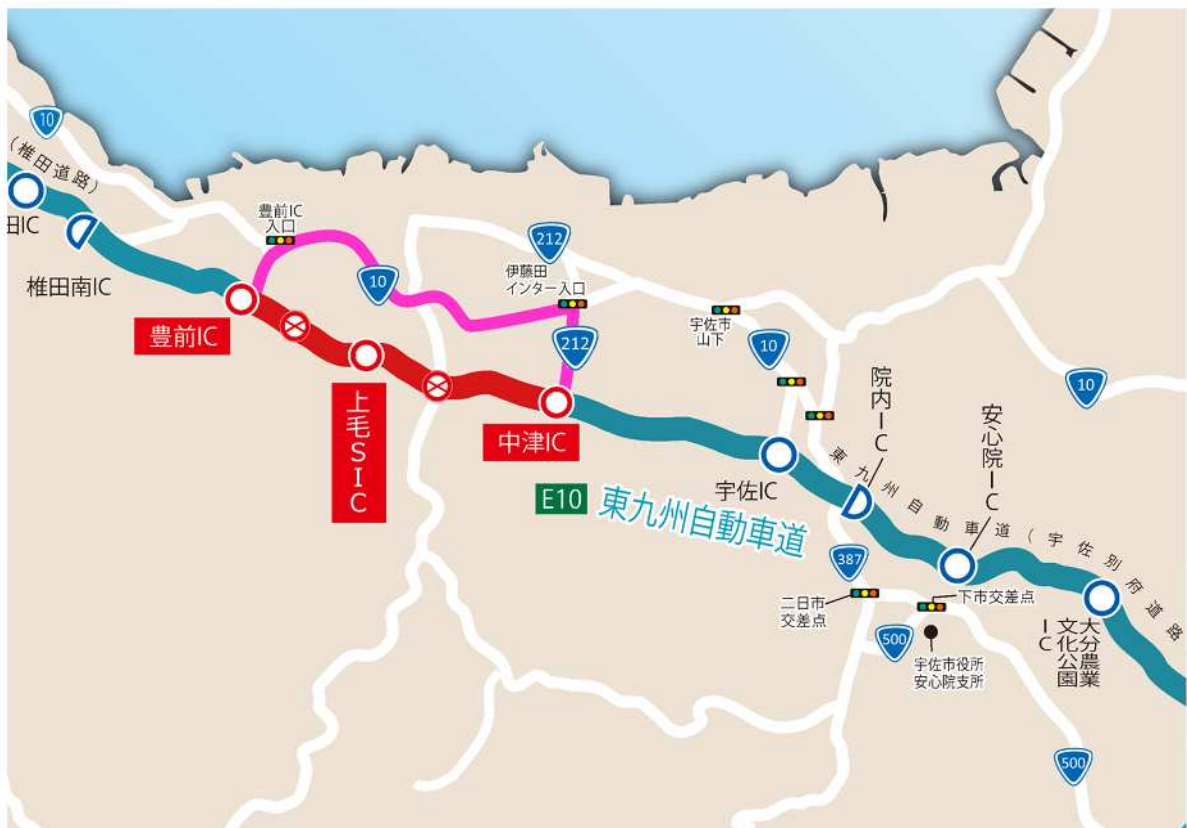 10
(椎田道路)
田IC
椎田南IC
豊前IC
入口
豊前IC
10
上毛SIC
212
伊藤田
インター入口
212
中津IC
宇佐市
山下
10
10
宇佐IC
院内IC
安心院IC
E10
東九州自動車道
東九州自動車道(宇佐別府道路
387
二日市
交差点
下市交差点
500
宇佐市役所
安心院支所
大分農業
文化公園
IC
500